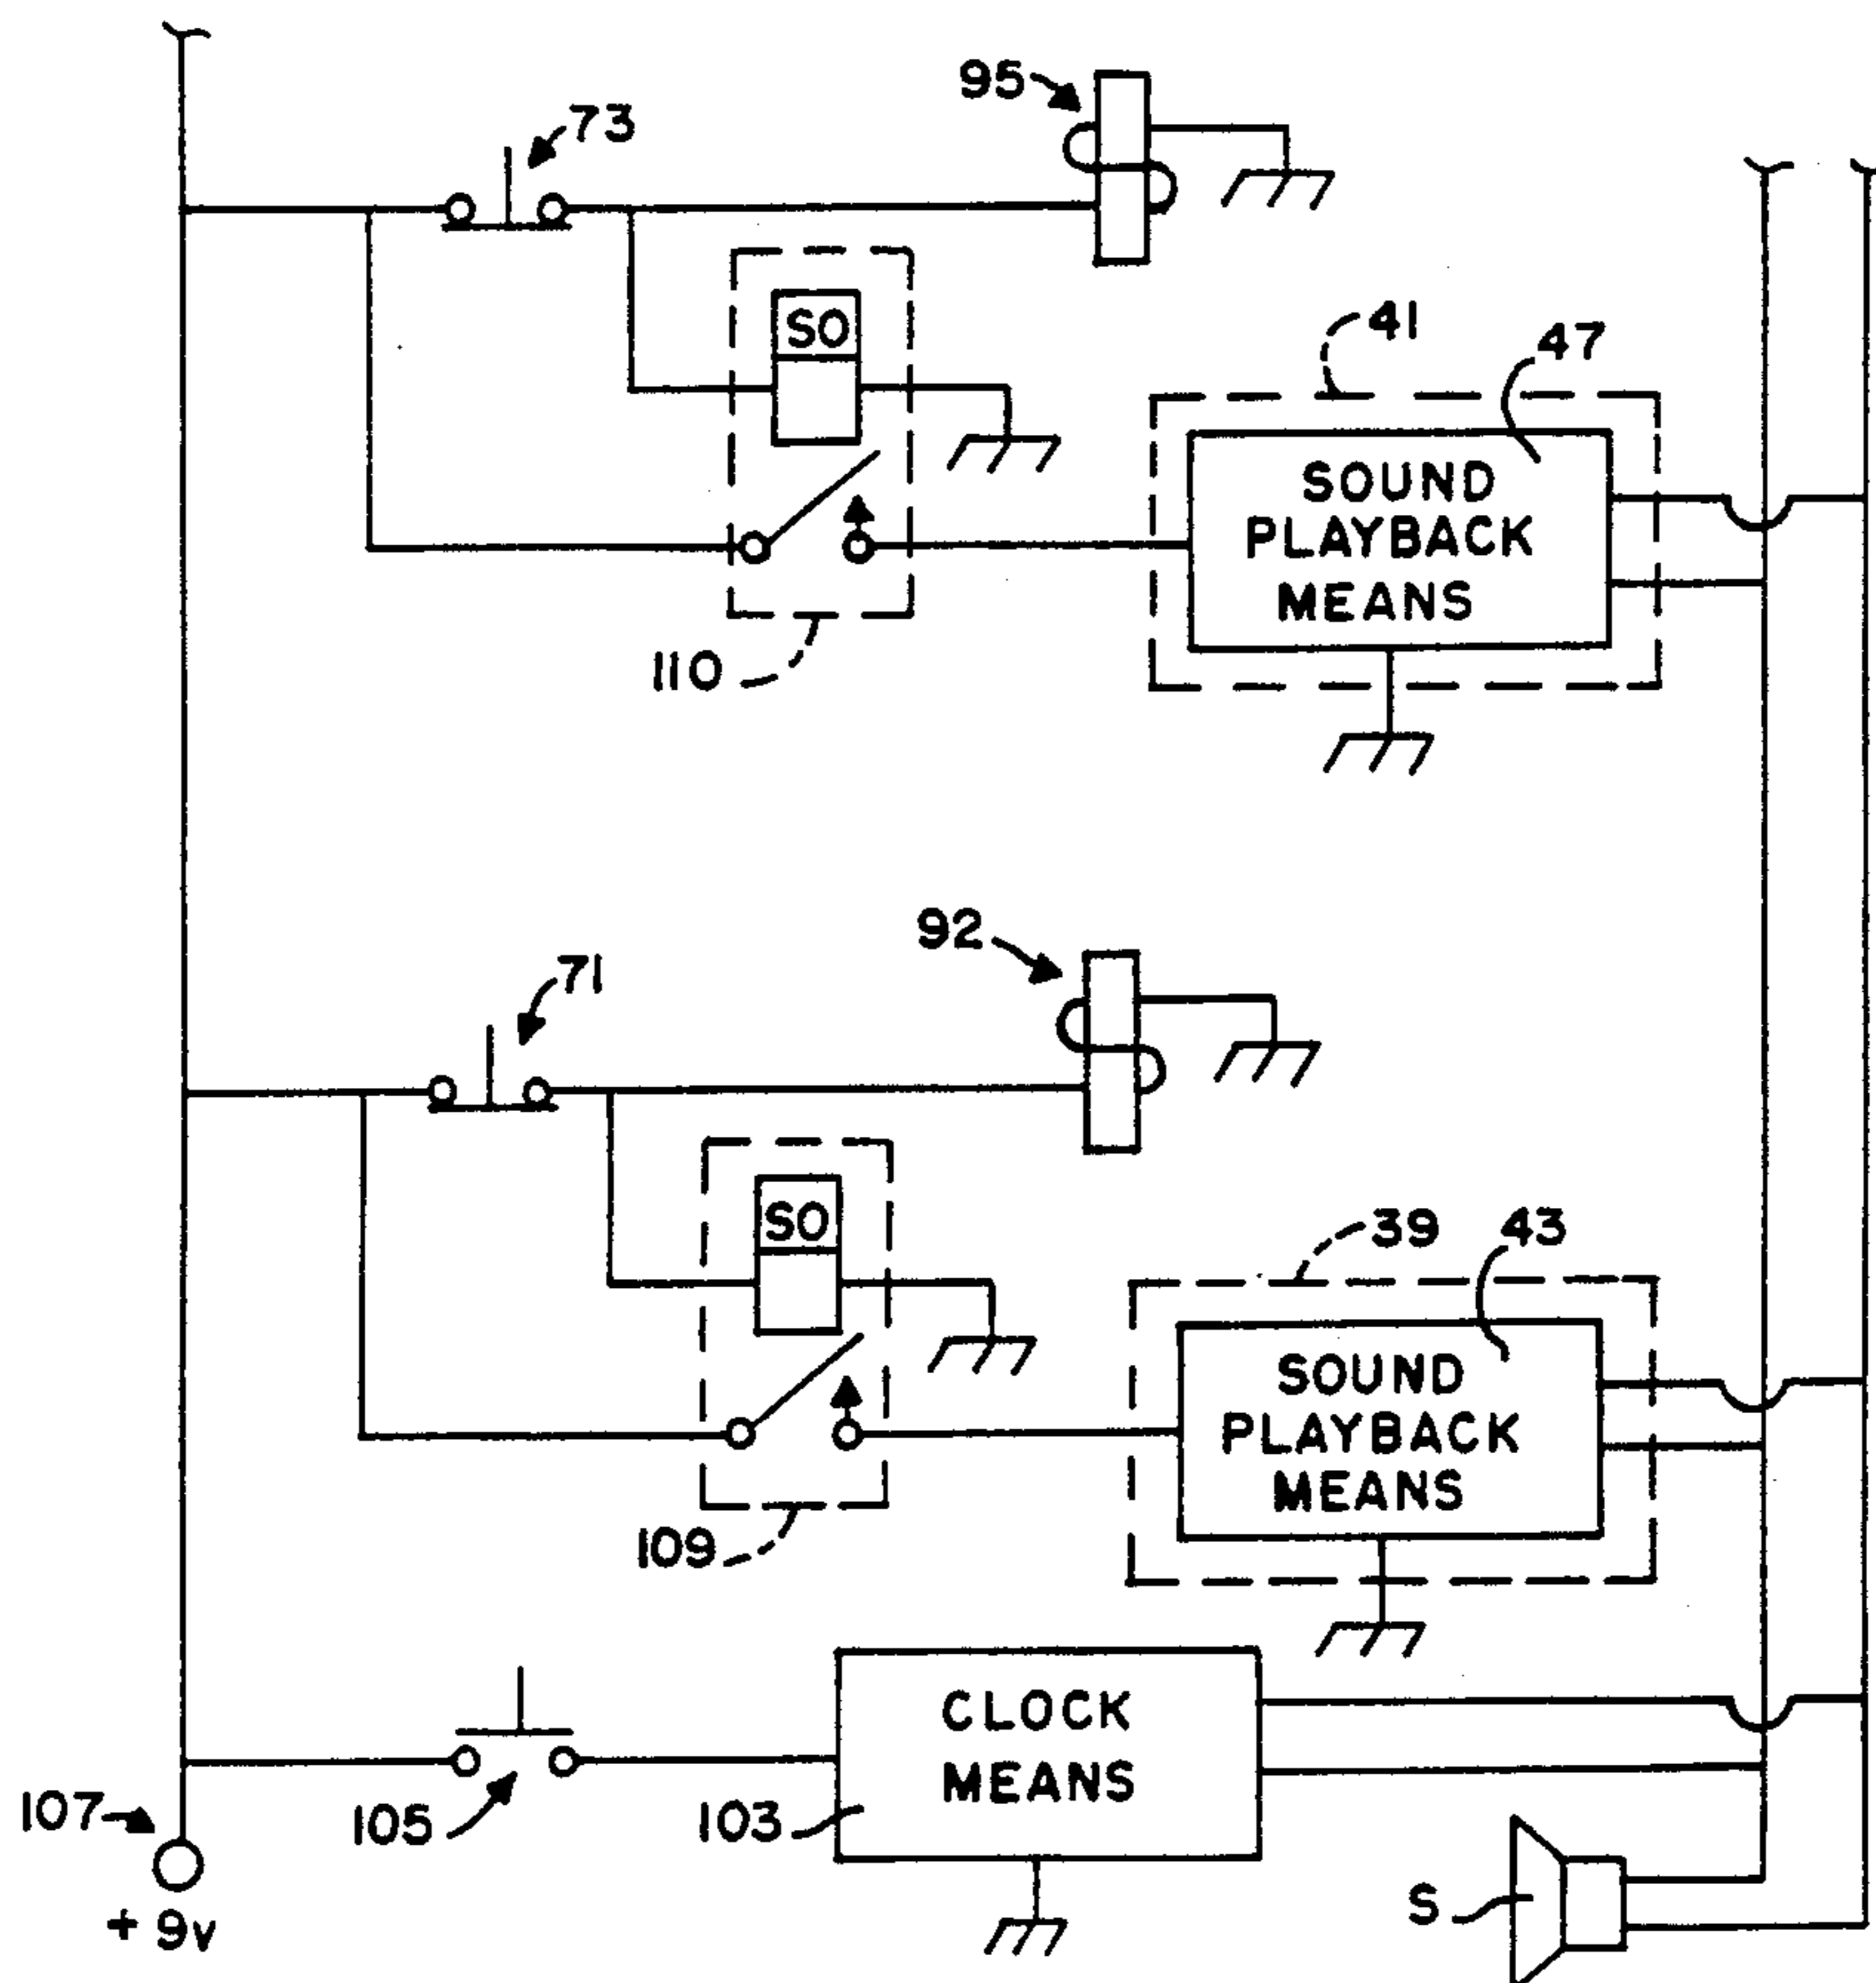 95
73
SO
41
47
SOUND
PLAYBACK
MEANS
110
92
71
SO
39
43
SOUND
PLAYBACK
MEANS
109
CLOCK
MEANS
107
105
103
S
+9v